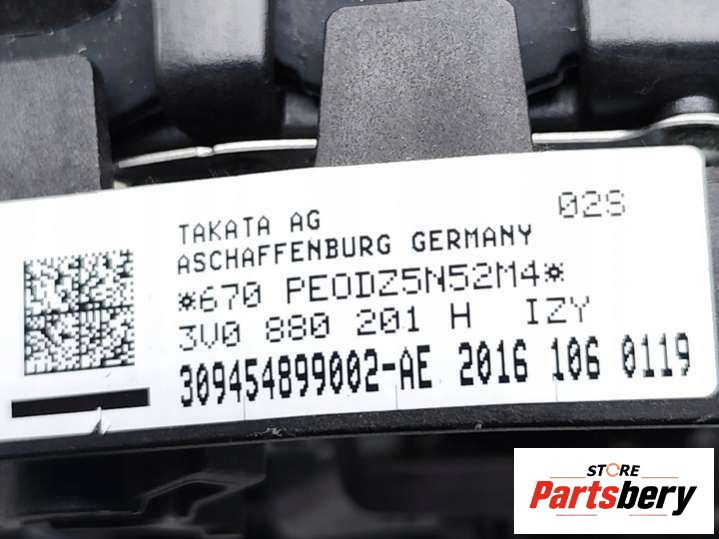 TAKATA AG 02S
ASCHAFFENBURG GERMANY
*670 PE0DZ5N52M4*
3V0 880 201 H IZY
309454899002-AE 2016 106 0119
STORE
Partsbery